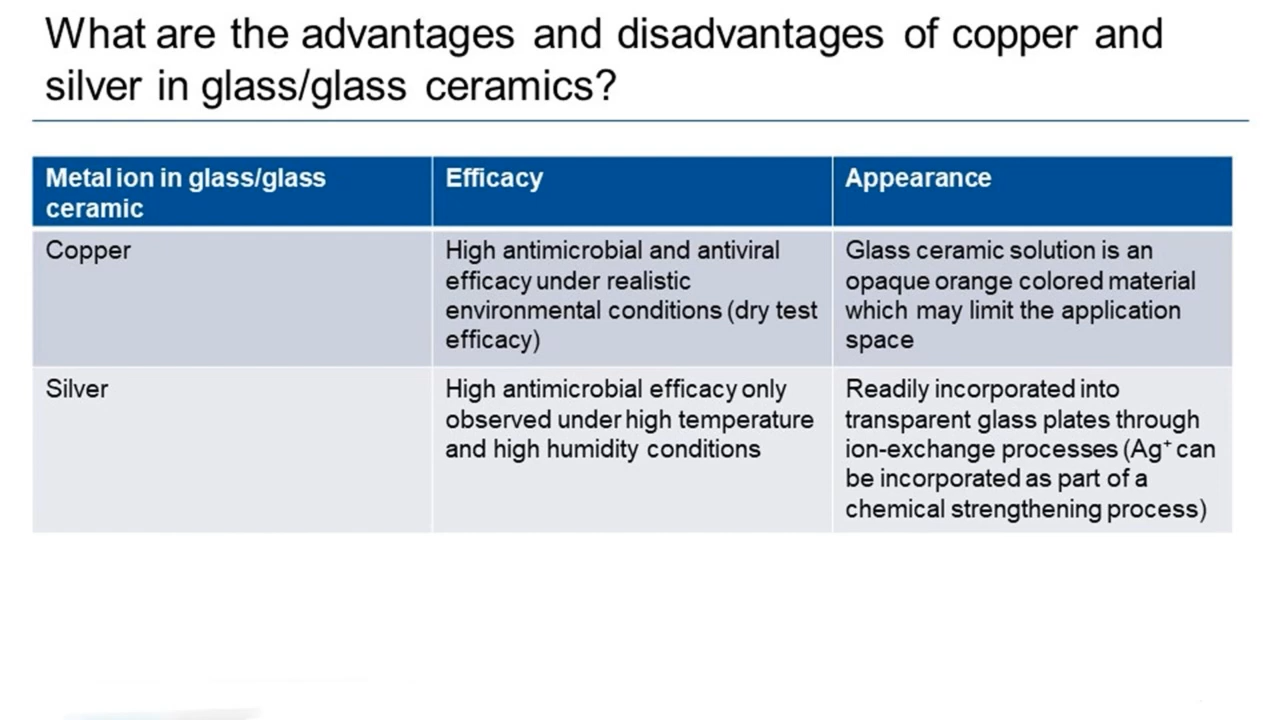 What are the advantages and disadvantages of copper and
silver in glass/glass ceramics?
Metal ion in glass/glass
ceramic
Efficacy
Appearance
Copper
High antimicrobial and antiviral
efficacy under realistic
environmental conditions (dry test
efficacy)
Glass ceramic solution is an
opaque orange colored material
which may limit the application
space
Silver
High antimicrobial efficacy only
observed under high temperature
and high humidity conditions
Readily incorporated into
transparent glass plates through
ion-exchange processes (Ag⁺ can
be incorporated as part of a
chemical strengthening process)